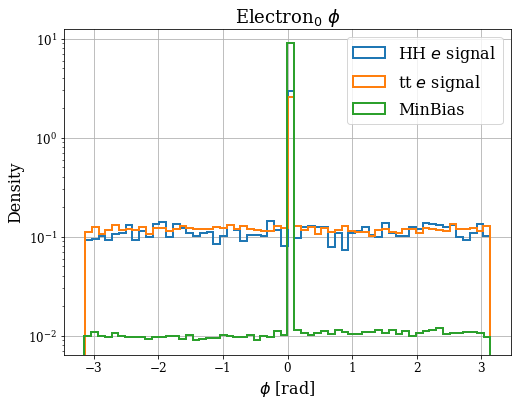 Electron₀ ϕ
HH e signal
tt e signal
MinBias
Density
10¹
10⁰
10⁻¹
10⁻²
−3 −2 −1 0 1 2 3
ϕ [rad]